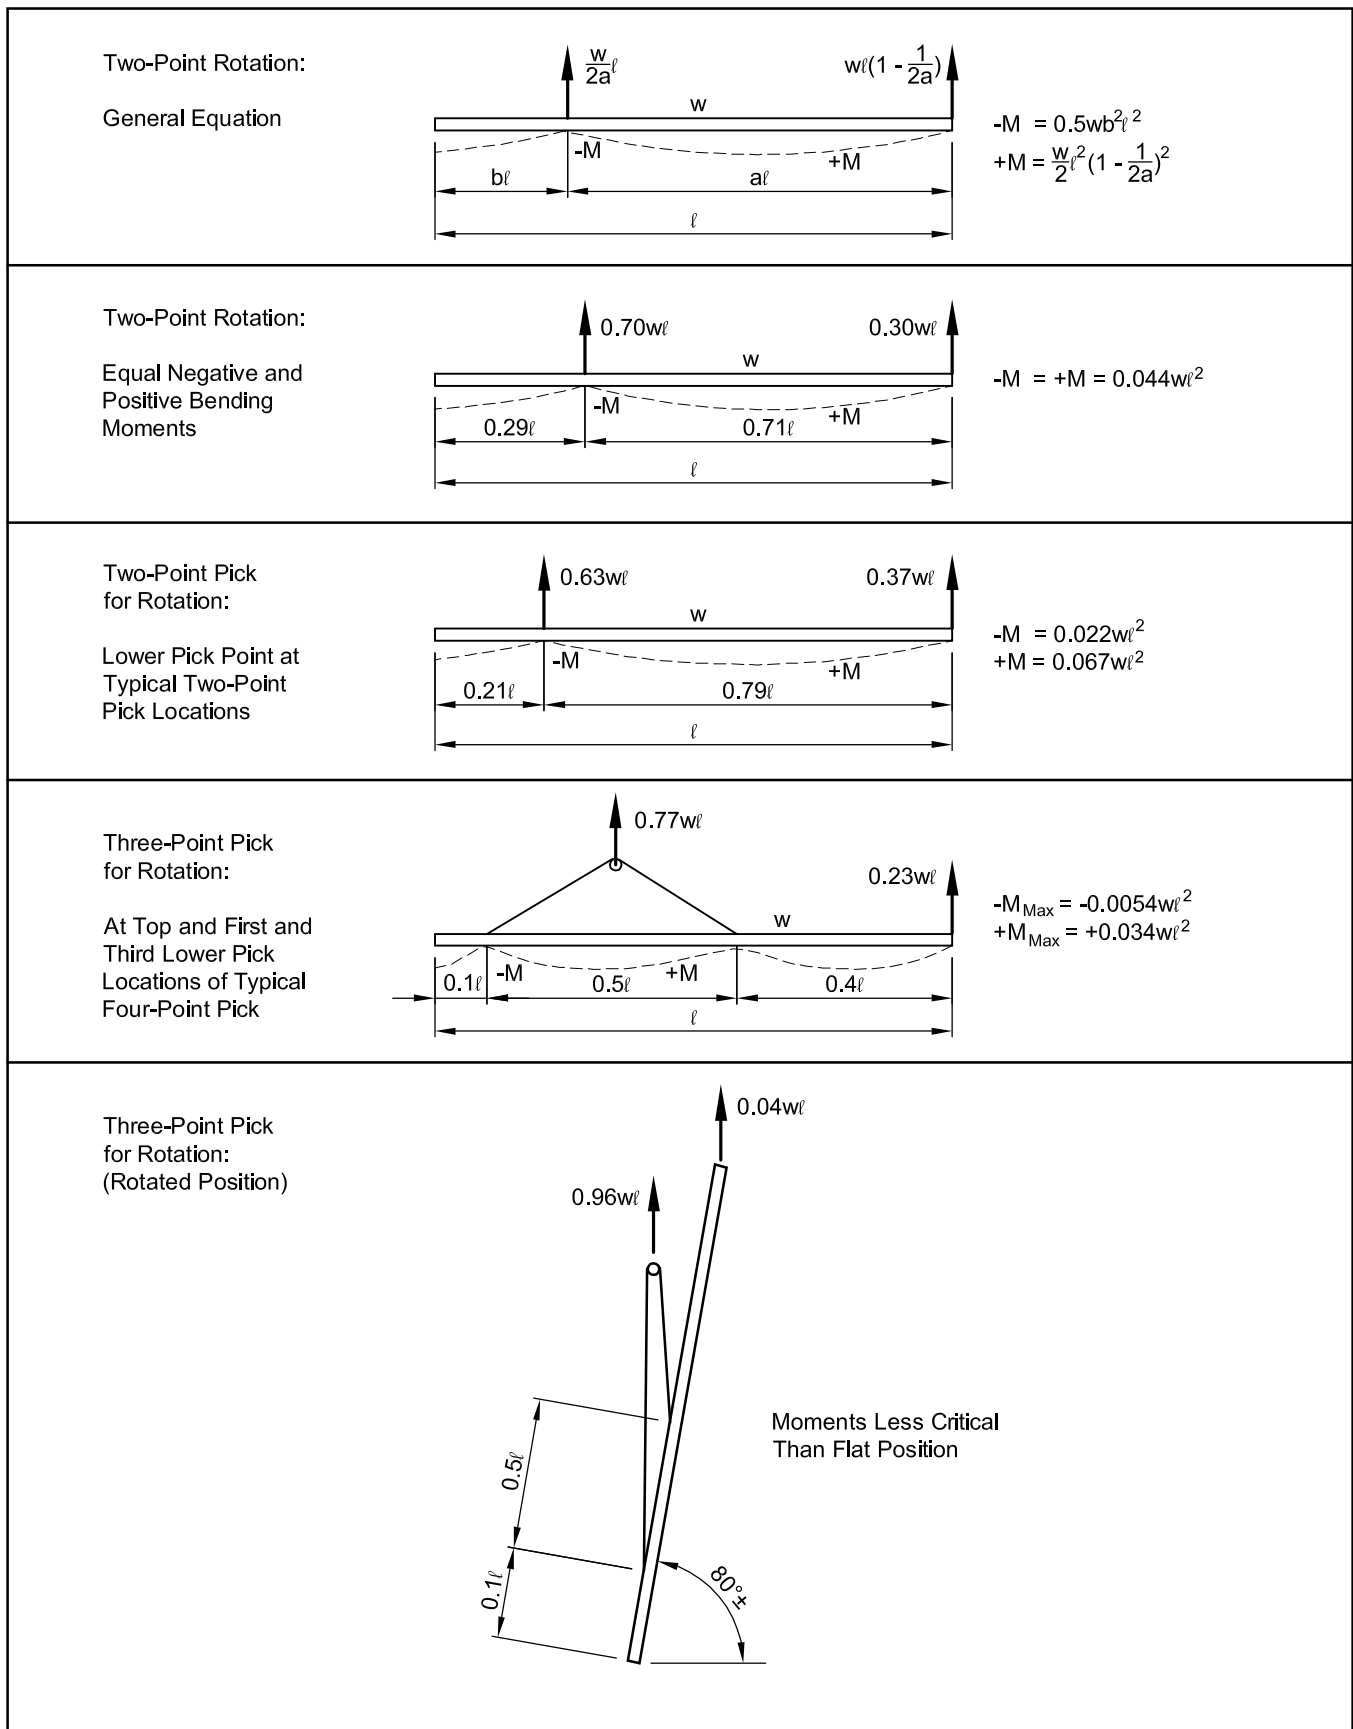 Two-Point Rotation:
General Equation
w/2a ℓ
wℓ(1 - 1/2a)
w
-M
+M
bℓ
aℓ
ℓ
-M = 0.5wb²ℓ²
+M = w/2 ℓ²(1 - 1/2a)²
Two-Point Rotation:
Equal Negative and
Positive Bending
Moments
0.70wℓ
0.30wℓ
w
-M
+M
0.29ℓ
0.71ℓ
ℓ
-M = +M = 0.044wℓ²
Two-Point Pick
for Rotation:
Lower Pick Point at
Typical Two-Point
Pick Locations
0.63wℓ
0.37wℓ
w
-M
+M
0.21ℓ
0.79ℓ
ℓ
-M = 0.022wℓ²
+M = 0.067wℓ²
Three-Point Pick
for Rotation:
At Top and First and
Third Lower Pick
Locations of Typical
Four-Point Pick
0.77wℓ
0.23wℓ
w
-M
+M
0.1ℓ
0.5ℓ
0.4ℓ
ℓ
-M Max = -0.0054wℓ²
+M Max = +0.034wℓ²
Three-Point Pick
for Rotation:
(Rotated Position)
0.04wℓ
0.96wℓ
0.5ℓ
0.1ℓ
80°±
Moments Less Critical
Than Flat Position